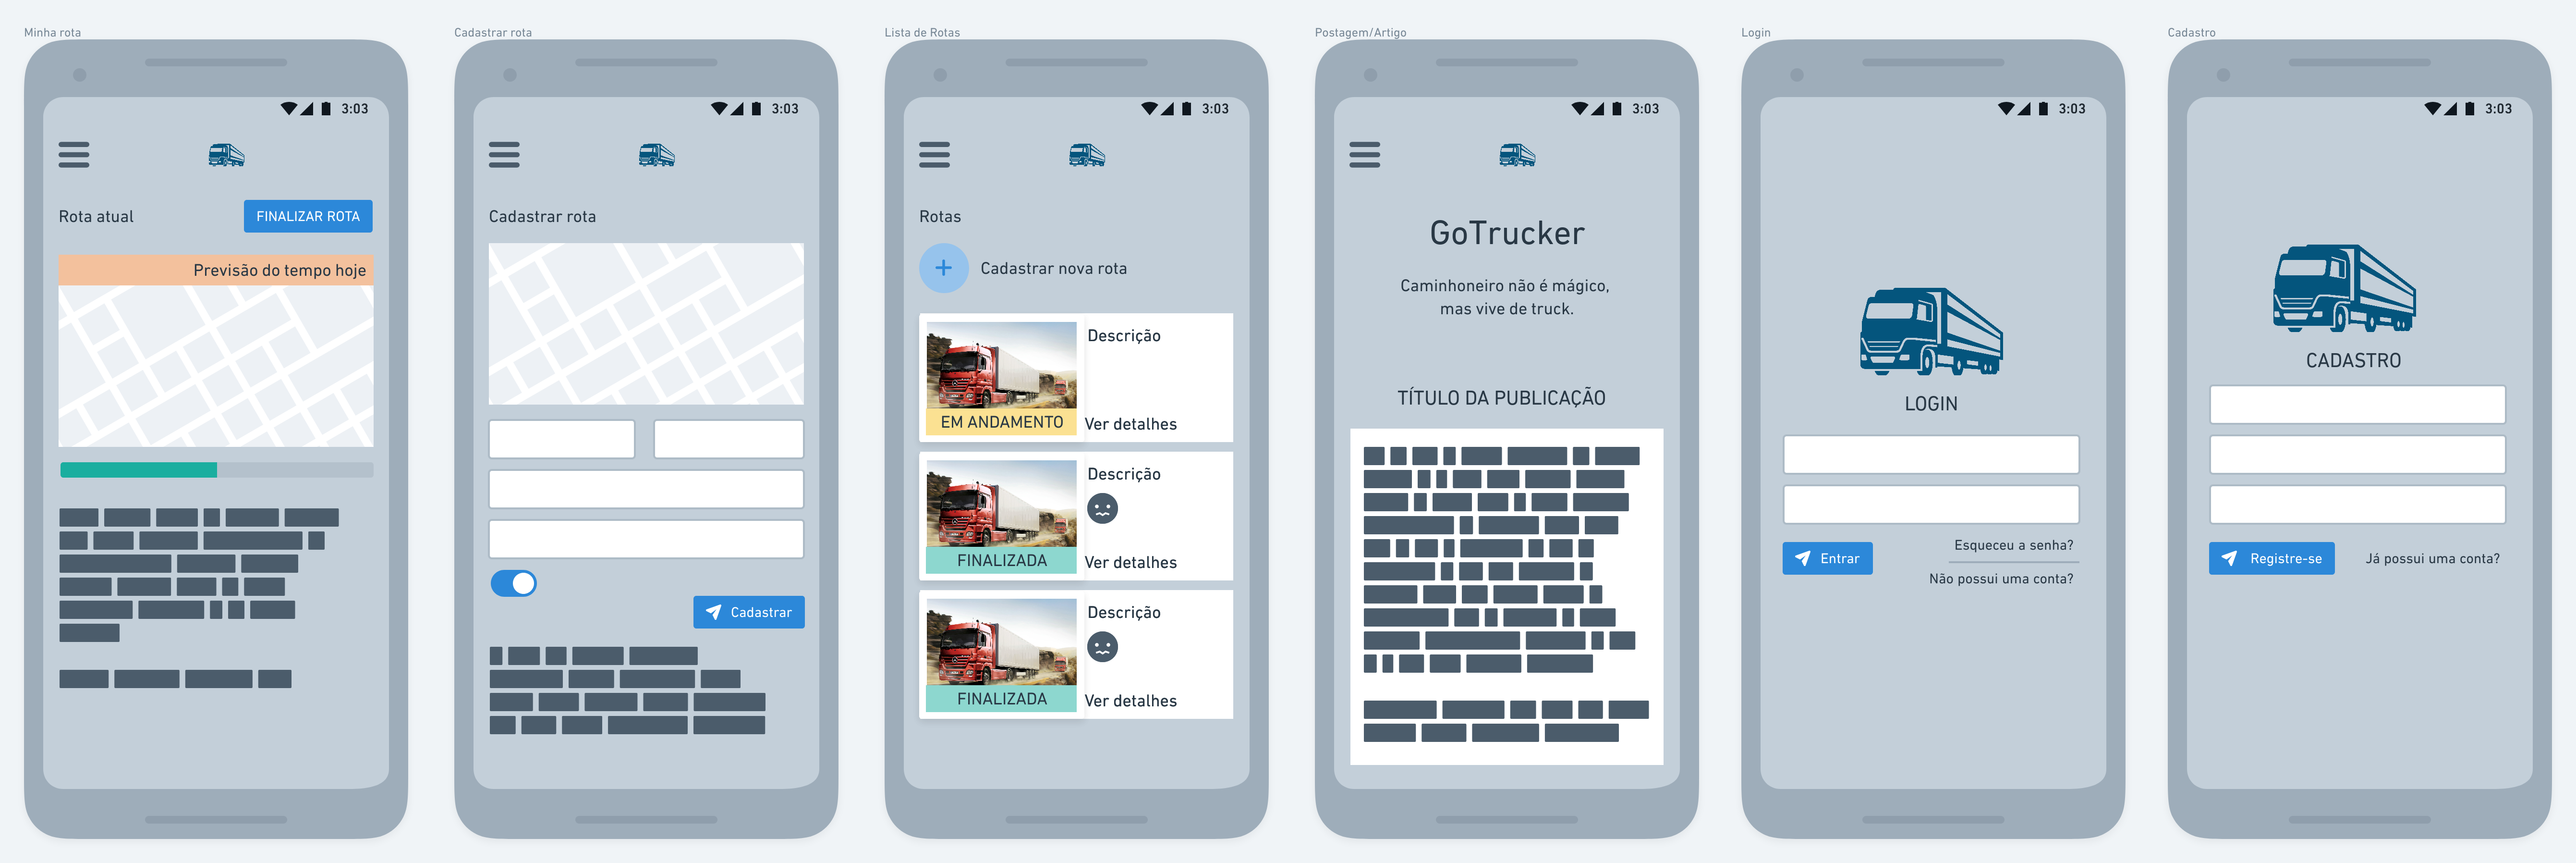 Minha rota
3:03
Rota atual
FINALIZAR ROTA
Previsão do tempo hoje
Cadastrar rota
3:03
Cadastrar rota
Cadastrar
Lista de Rotas
3:03
Rotas
+ Cadastrar nova rota
Descrição
EM ANDAMENTO
Ver detalhes
Descrição
FINALIZADA
Ver detalhes
Descrição
FINALIZADA
Ver detalhes
Postagem/Artigo
3:03
GoTrucker
Caminhoneiro não é mágico,
mas vive de truck.
TÍTULO DA PUBLICAÇÃO
Login
3:03
LOGIN
Entrar
Esqueceu a senha?
Não possui uma conta?
Cadastro
3:03
CADASTRO
Registre-se
Já possui uma conta?